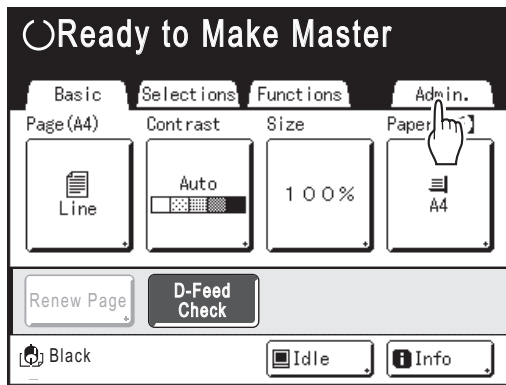 Ready to Make Master
Basic Selections Functions Admin.
Page(A4) Contrast Size Paper
Line Auto 100% A4
Renew Page D-Feed Check
Black Idle Info